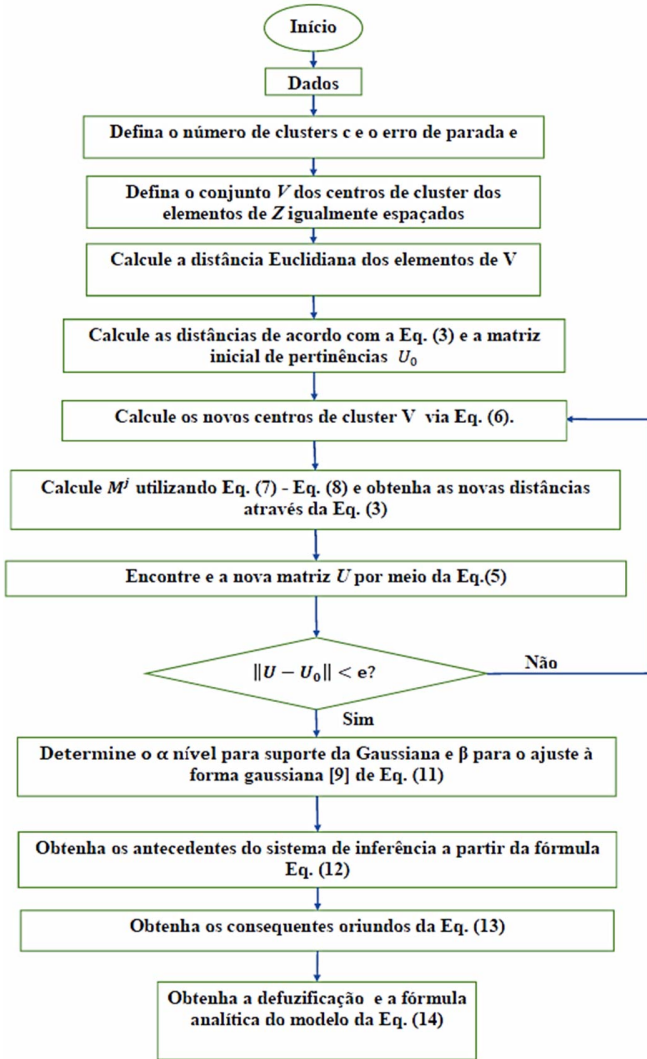 Início
Dados
Defina o número de clusters c e o erro de parada e
Defina o conjunto V dos centros de cluster dos
elementos de Z igualmente espaçados
Calcule a distância Euclidiana dos elementos de V
Calcule as distâncias de acordo com a Eq. (3) e a matriz
inicial de pertinências U₀
Calcule os novos centros de cluster V via Eq. (6).
Calcule Mʲ utilizando Eq. (7) - Eq. (8) e obtenha as novas distâncias
através da Eq. (3)
Encontre e a nova matriz U por meio da Eq.(5)
‖U − U₀‖ < e?
Não
Sim
Determine o α nível para suporte da Gaussiana e β para o ajuste à
forma gaussiana [9] de Eq. (11)
Obtenha os antecedentes do sistema de inferência a partir da fórmula
Eq. (12)
Obtenha os consequentes oriundos da Eq. (13)
Obtenha a defuzificação e a fórmula
analítica do modelo da Eq. (14)